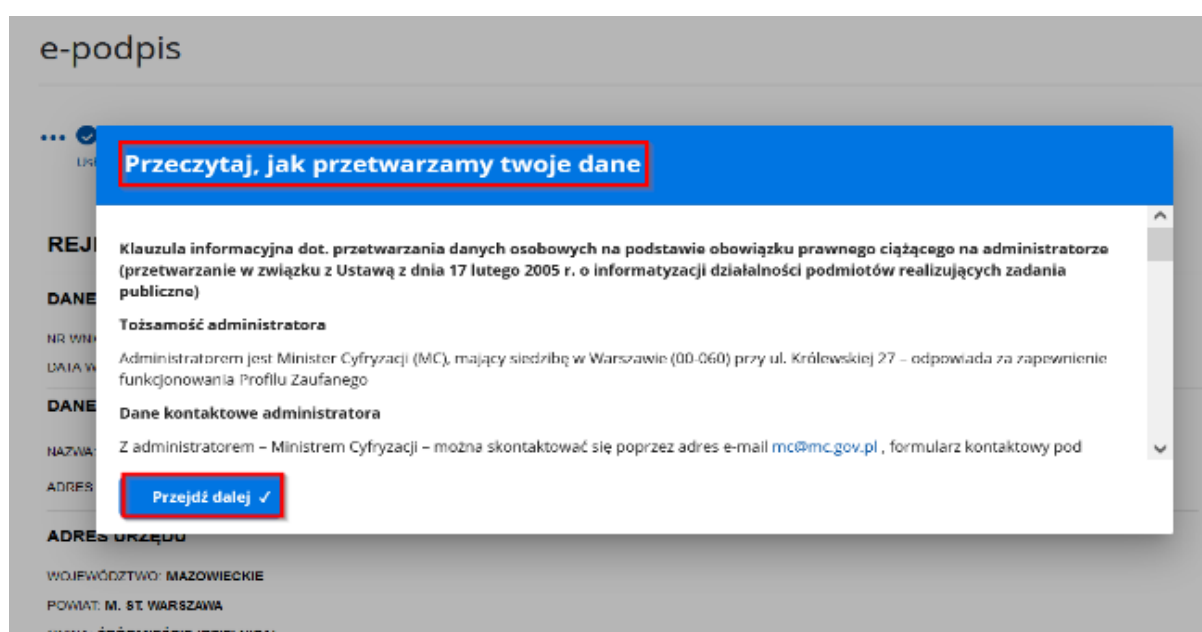 e-podpis
Przeczytaj, jak przetwarzamy twoje dane
REJ
Klauzula informacyjna dot. przetwarzania danych osobowych na podstawie obowiązku prawnego ciążącego na administratorze
(przetwarzanie w związku z Ustawą z dnia 17 lutego 2005 r. o informatyzacji działalności podmiotów realizujących zadania
publiczne)
DANE
Tożsamość administratora
NR
Administratorem jest Minister Cyfryzacji (MC), mający siedzibę w Warszawie (00-060) przy ul. Królewskiej 27 – odpowiada za zapewnienie
DATA
funkcjonowania Profilu Zaufanego
DANE
Dane kontaktowe administratora
Z administratorem – Ministrem Cyfryzacji – można skontaktować się poprzez adres e-mail mc@mc.gov.pl , formularz kontaktowy pod
NAZWA
ADRES
Przejdź dalej ✓
ADRES URZĘDU
WOJEWÓDZTWO: MAZOWIECKIE
POWIAT: M. ST. WARSZAWA